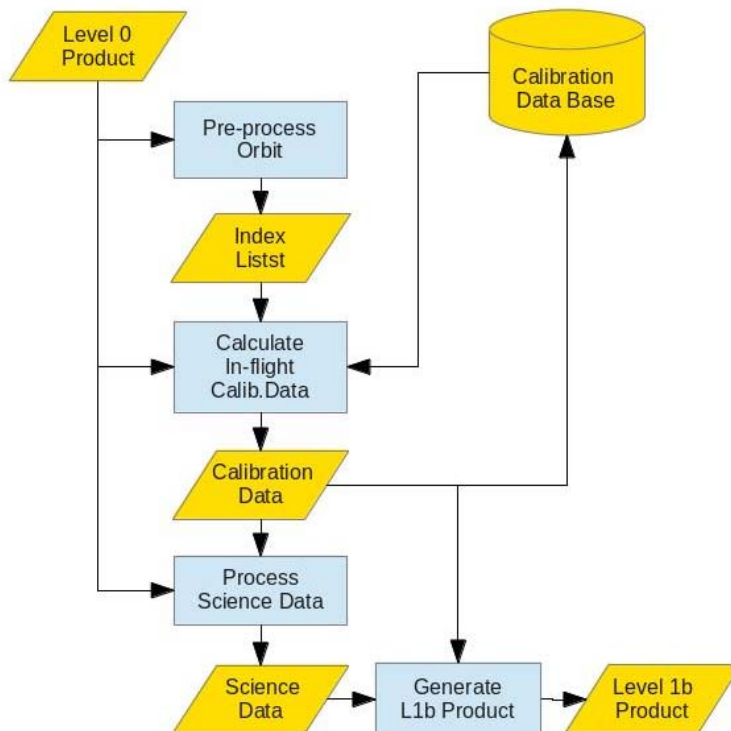 Level 0
Product
Calibration
Data Base
Pre-process
Orbit
Index
Listst
Calculate
In-flight
Calib.Data
Calibration
Data
Process
Science Data
Science
Data
Generate
L1b Product
Level 1b
Product